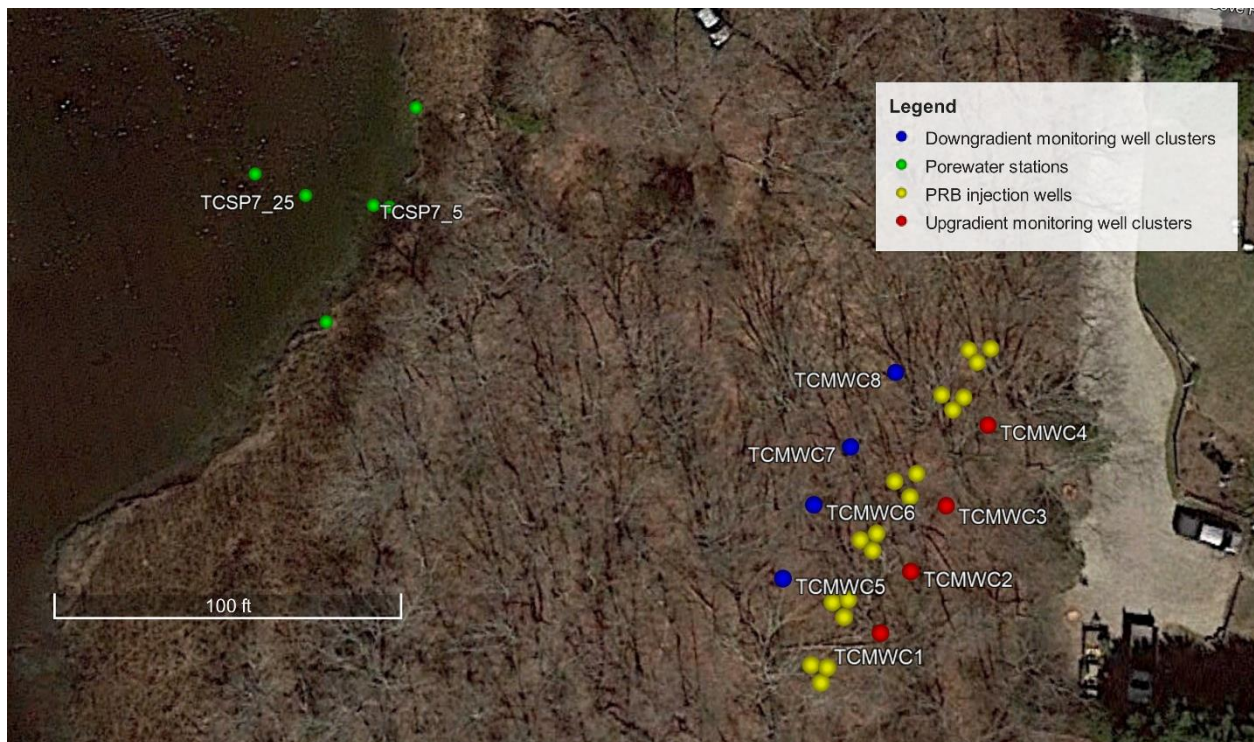 Legend
Downgradient monitoring well clusters
Porewater stations
PRB injection wells
Upgradient monitoring well clusters
TCSP7_25
TCSP7_5
TCMWC8
TCMWC4
TCMWC7
TCMWC6
TCMWC3
TCMWC5
TCMWC2
TCMWC1
100 ft